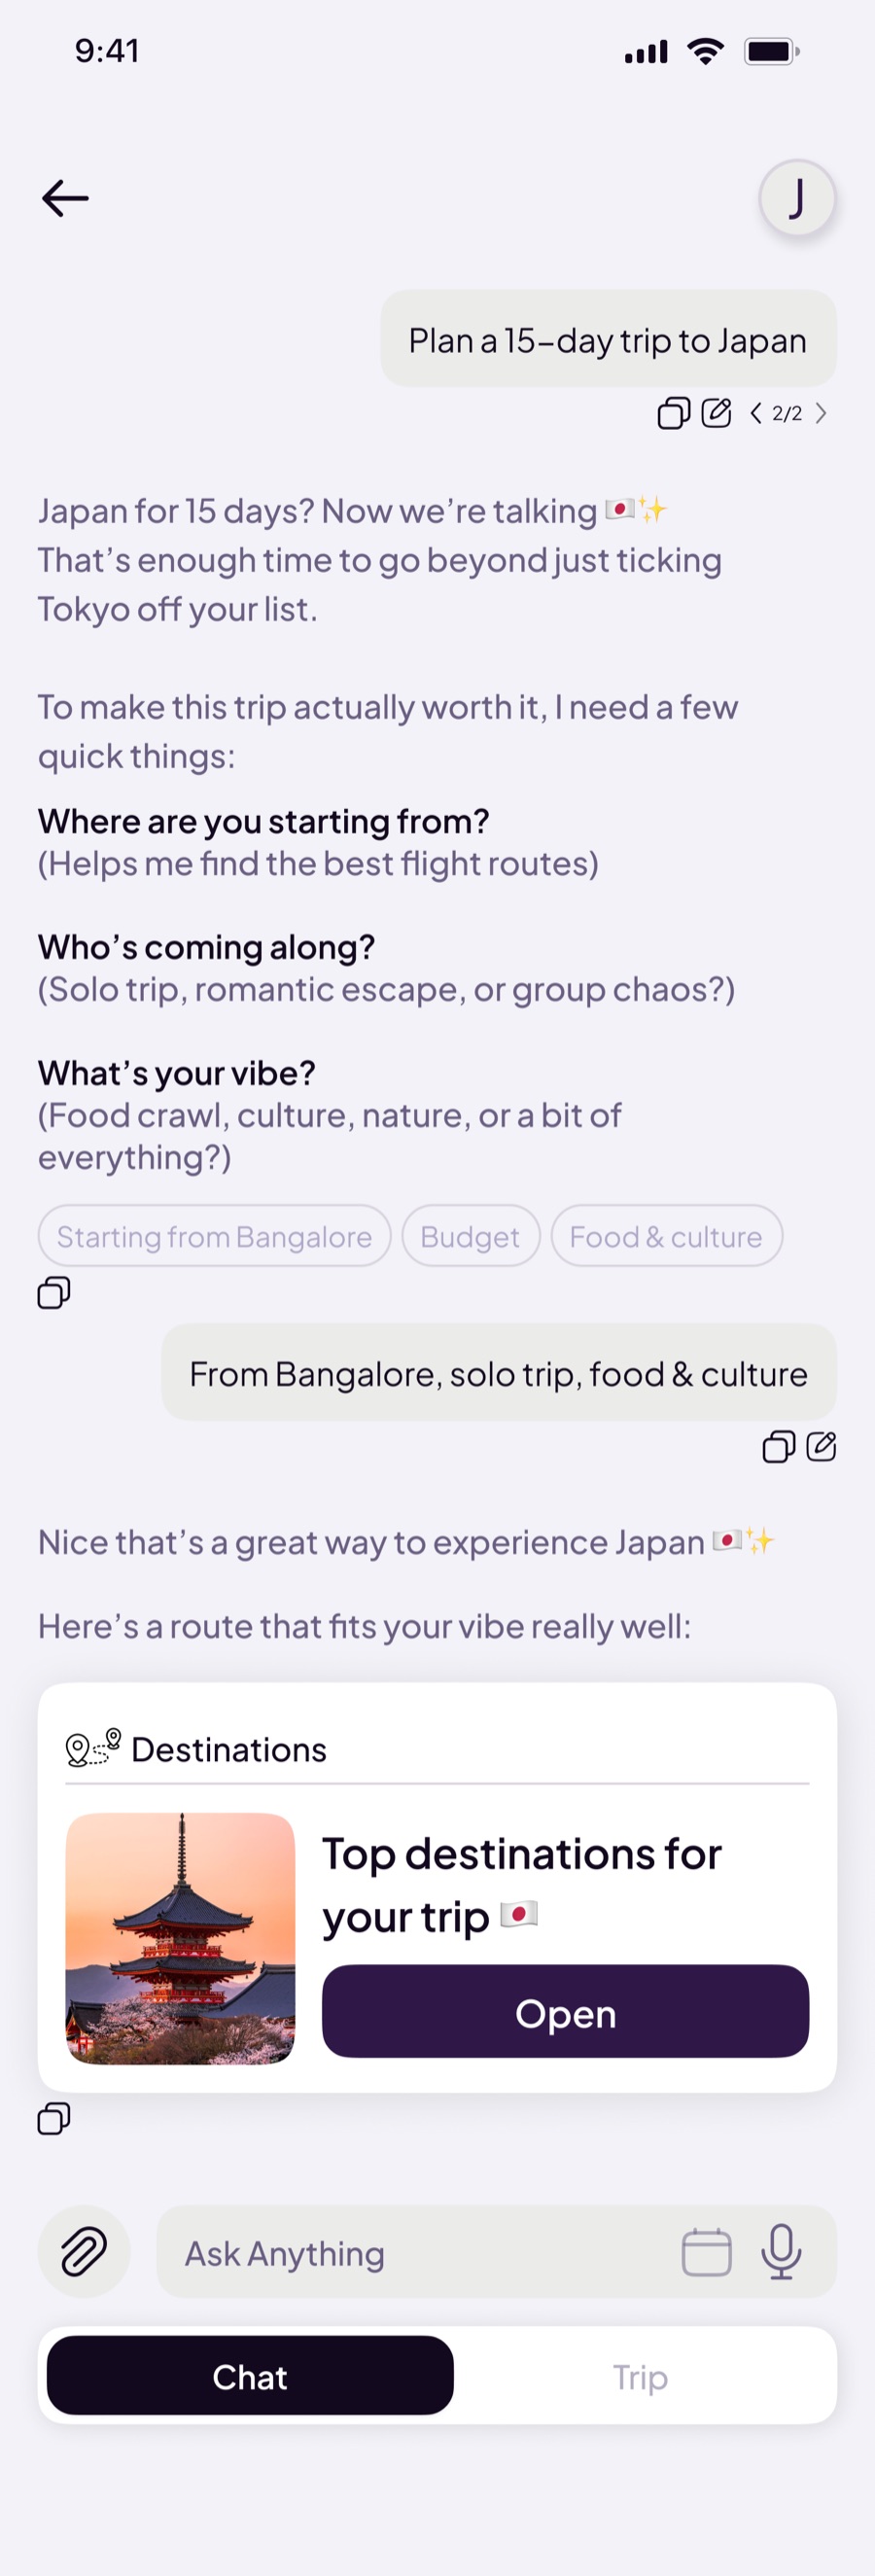 9:41
J
Plan a 15-day trip to Japan
2/2
Japan for 15 days? Now we’re talking 🇯🇵✨
That’s enough time to go beyond just ticking
Tokyo off your list.
To make this trip actually worth it, I need a few
quick things:
Where are you starting from?
(Helps me find the best flight routes)
Who’s coming along?
(Solo trip, romantic escape, or group chaos?)
What’s your vibe?
(Food crawl, culture, nature, or a bit of
everything?)
Starting from Bangalore Budget Food & culture
From Bangalore, solo trip, food & culture
Nice that’s a great way to experience Japan 🇯🇵✨
Here’s a route that fits your vibe really well:
Destinations
Top destinations for
your trip 🇯🇵
Open
Ask Anything
Chat Trip